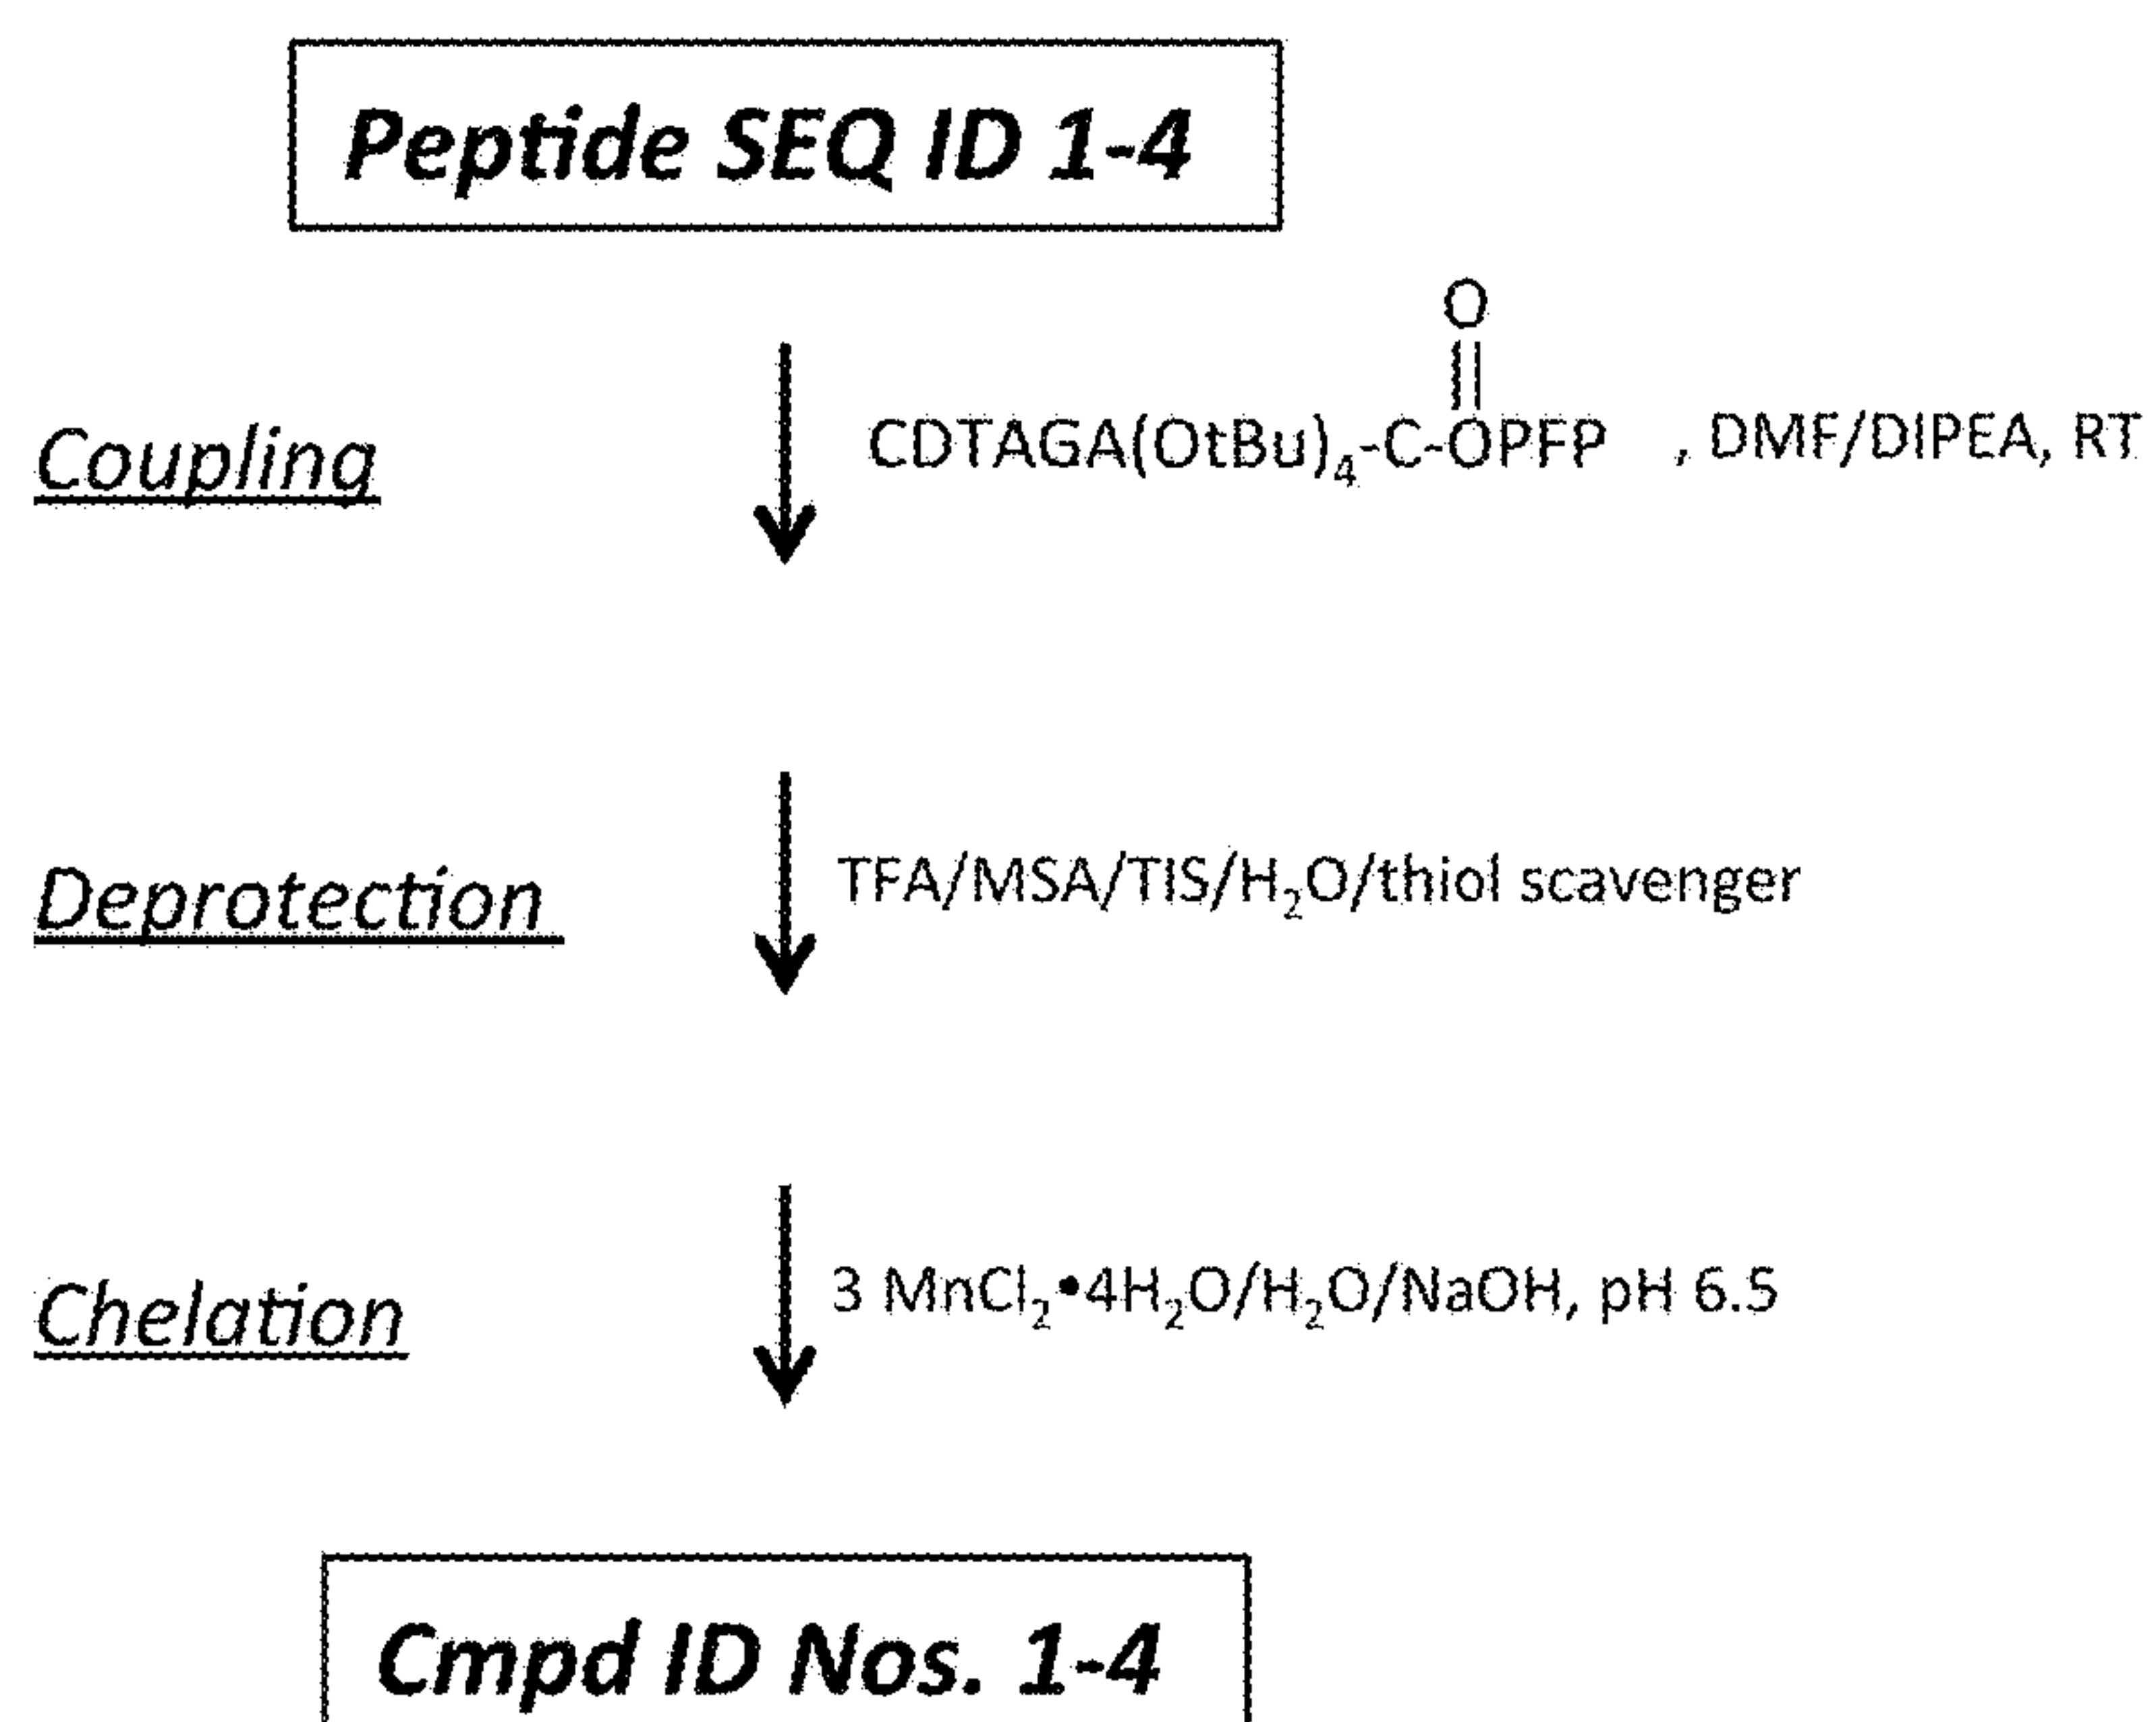 Peptide SEQ ID 1-4
O
Coupling
CDTAGA(OtBu)₄-C-OPFP , DMF/DIPEA, RT
Deprotection
TFA/MSA/TIS/H₂O/thiol scavenger
Chelation
3 MnCl₂•4H₂O/H₂O/NaOH, pH 6.5
Cmpd ID Nos. 1-4